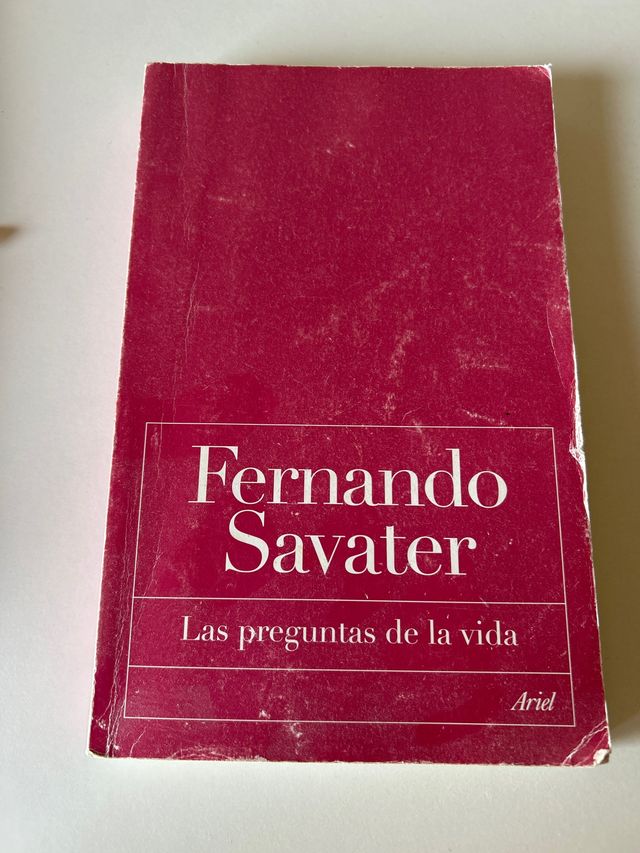 Fernando
Savater
Las preguntas de la vida
Ariel